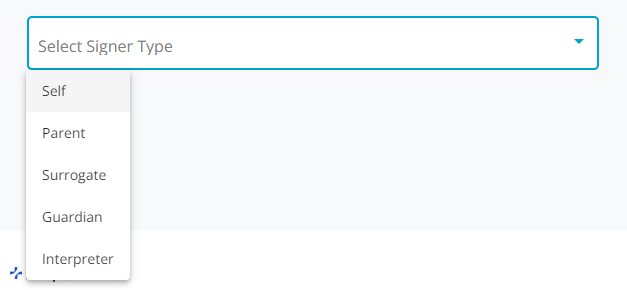 Select Signer Type
Self
Parent
Surrogate
Guardian
Interpreter